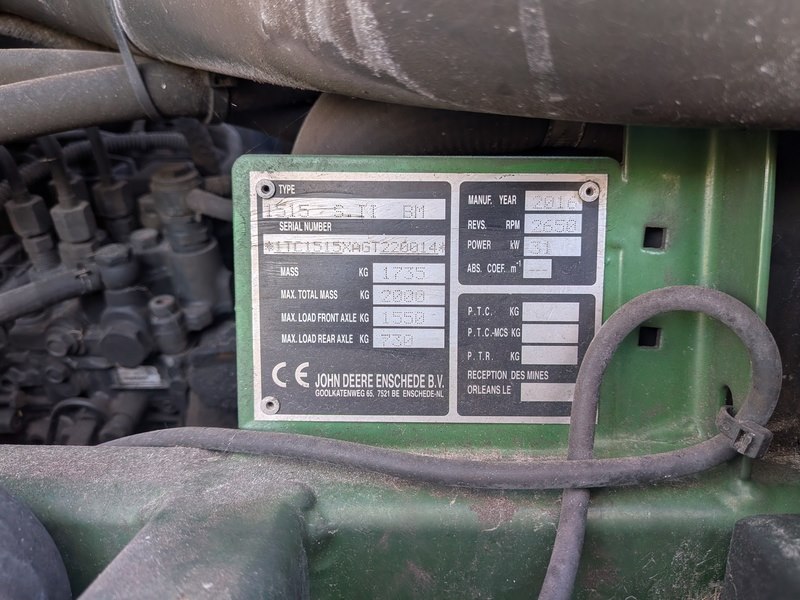 TYPE
1515 S.II BM
SERIAL NUMBER
*1TC1515XAGT220014*
MASS KG 1735
MAX. TOTAL MASS KG 2000
MAX. LOAD FRONT AXLE KG 1550
MAX. LOAD REAR AXLE KG 730
CE JOHN DEERE ENSCHEDE B.V.
GOOLKATENWEG 65, 7521 BE ENSCHEDE-NL
MANUF. YEAR 2016
REVS. RPM 2650
POWER kW 31
ABS. COEF. m⁻¹ ---
P.T.C. KG
P.T.C.-MCS KG
P.T.R. KG
RECEPTION DES MINES
ORLEANS LE